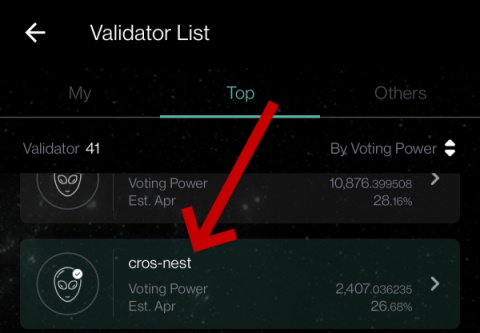 Validator List
My Top Others
Validator 41 By Voting Power
Voting Power 10,876.399508
Est. Apr 28.16%
cros-nest
Voting Power 2,407.036235
Est. Apr 26.68%